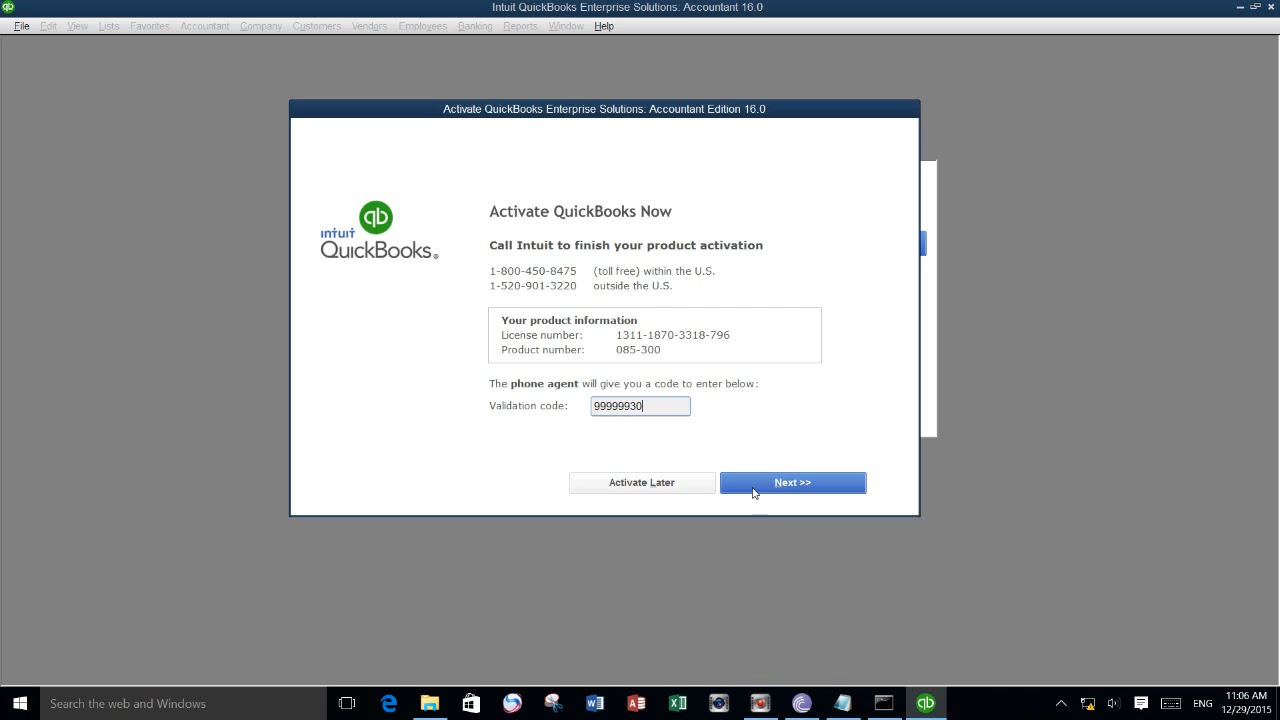 Intuit QuickBooks Enterprise Solutions: Accountant 16.0
File Edit View Lists Favorites Accountant Company Customers Vendors Employees Banking Reports Window Help
Activate QuickBooks Enterprise Solutions: Accountant Edition 16.0
qb
ıntuıt
QuickBooks®
Activate QuickBooks Now
Call Intuit to finish your product activation
1-800-450-8475 (toll free) within the U.S.
1-520-901-3220 outside the U.S.
Your product information
License number: 1311-1870-3318-796
Product number: 085-300
The phone agent will give you a code to enter below:
Validation code: 99999930
Activate Later Next >>
Search the web and Windows
ENG
11:06 AM
12/29/2015